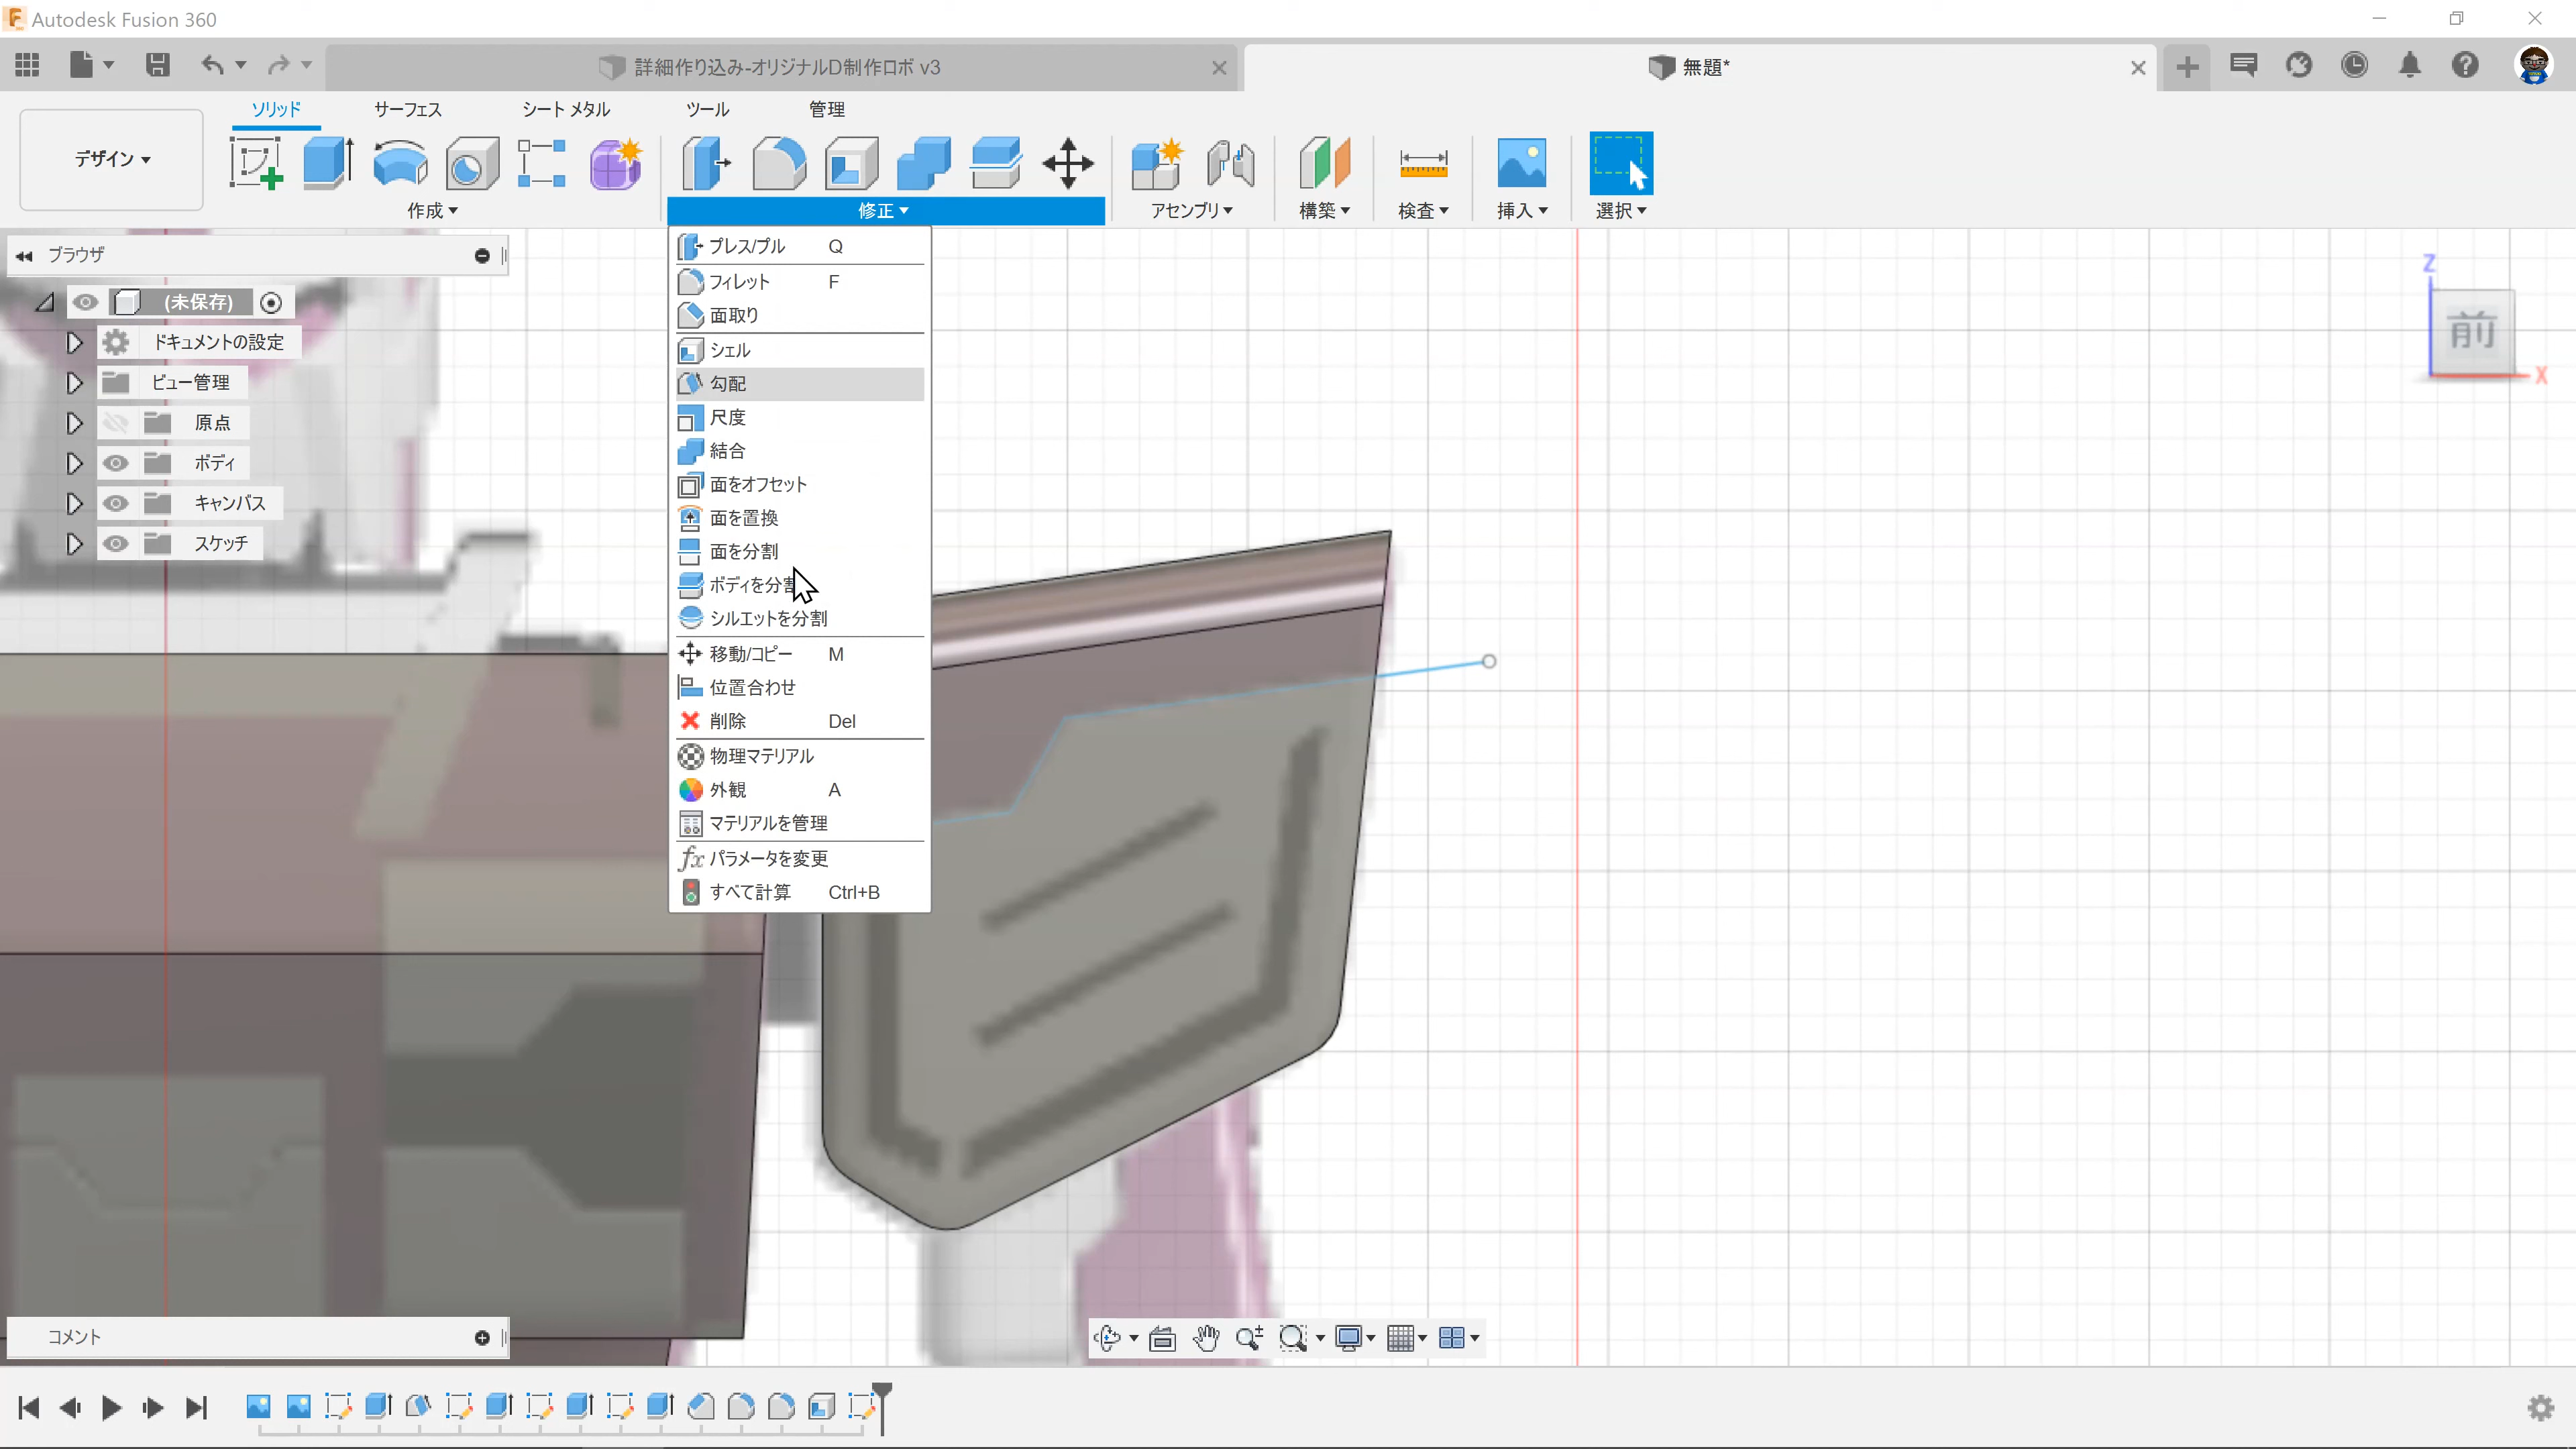 Autodesk Fusion 360
詳細作り込み-オリジナルD制作ロボ v3
無題*
ソリッド
サーフェス
シート メタル
ツール
管理
デザイン
作成
修正
アセンブリ
構築
検査
挿入
選択
ブラウザ
(未保存)
ドキュメントの設定
ビュー管理
原点
ボディ
キャンバス
スケッチ
プレス/プル Q
フィレット F
面取り
シェル
勾配
尺度
結合
面をオフセット
面を置換
面を分割
ボディを分割
シルエットを分割
移動/コピー M
位置合わせ
削除 Del
物理マテリアル
外観 A
マテリアルを管理
パラメータを変更
すべて計算 Ctrl+B
Z
前
X
コメント